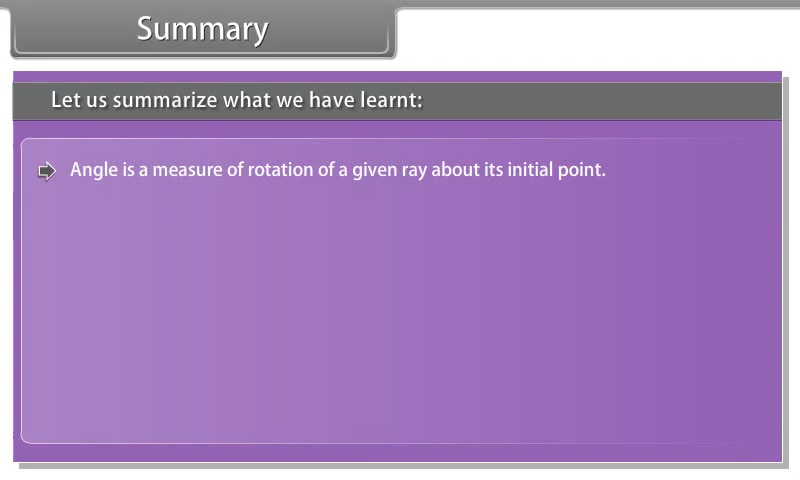 Summary
Let us summarize what we have learnt:
Angle is a measure of rotation of a given ray about its initial point.